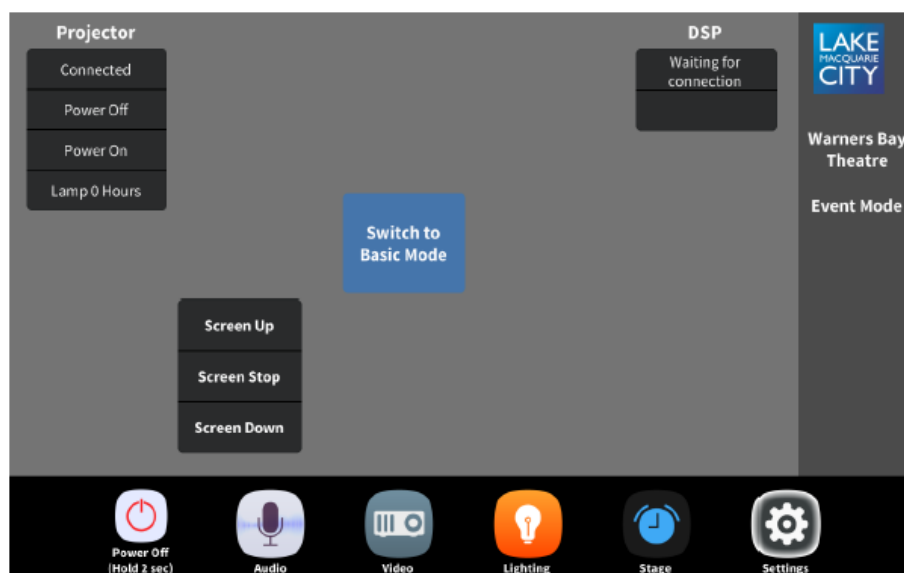 Projector
Connected
Power Off
Power On
Lamp 0 Hours
DSP
Waiting for
connection
LAKE
MACQUARIE
CITY
Warners Bay
Theatre
Event Mode
Switch to
Basic Mode
Screen Up
Screen Stop
Screen Down
Power Off
(Hold 2 sec)
Audio
Video
Lighting
Stage
Settings